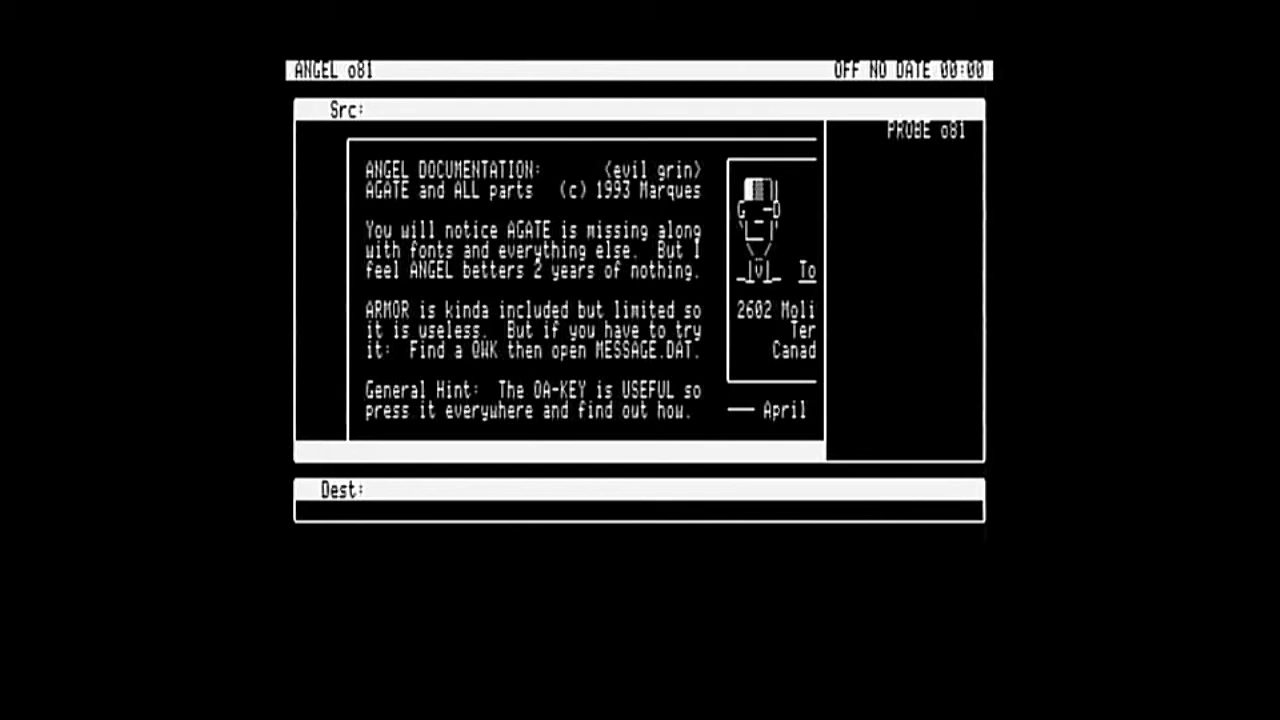 ANGEL o81 OFF NO DATE 00:00
Src:
PROBE o81
ANGEL DOCUMENTATION: <evil grin>
AGATE and ALL parts (c) 1993 Marques
You will notice AGATE is missing along
with fonts and everything else. But I
feel ANGEL betters 2 years of nothing.
ARMOR is kinda included but limited so
it is useless. But if you have to try
it: Find a QWK then open MESSAGE.DAT.
General Hint: The OA-KEY is USEFUL so
press it everywhere and find out how.
To
2602 Moli
Ter
Canad
April
Dest: